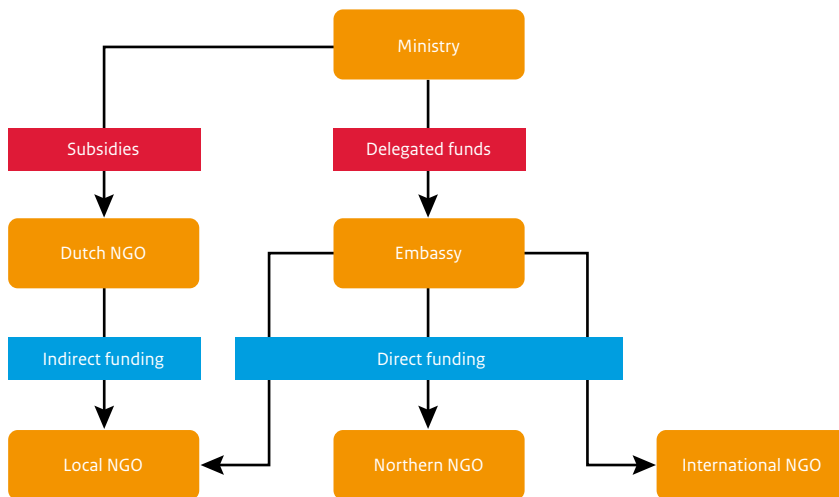 Ministry
Subsidies
Delegated funds
Dutch NGO
Embassy
Indirect funding
Direct funding
Local NGO
Northern NGO
International NGO